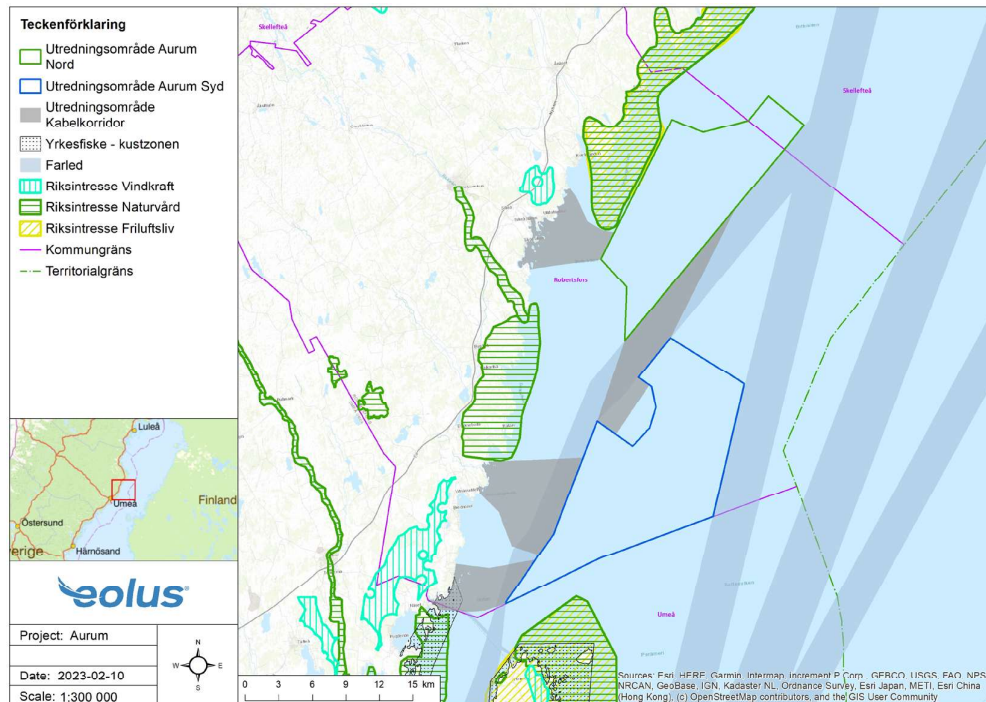 Teckenförklaring
Utredningsområde Aurum
Nord
Utredningsområde Aurum Syd
Utredningsområde
Kabelkorridor
Yrkesfiske - kustzonen
Farled
Riksintresse Vindkraft
Riksintresse Naturvård
Riksintresse Friluftsliv
Kommungräns
Territorialgräns
Skellefteå
Skellefteå
Robertsfors
Umeå
Luleå
Umeå
Finland
Östersund
erige
Härnösand
eolus
Project: Aurum
Date: 2023-02-10
Scale: 1:300 000
N
W
E
S
0 3 6 9 12 15 km
Sources: Esri, HERE, Garmin, Intermap, increment P Corp., GEBCO, USGS, FAO, NPS,
NRCAN, GeoBase, IGN, Kadaster NL, Ordnance Survey, Esri Japan, METI, Esri China
(Hong Kong), (c) OpenStreetMap contributors, and the GIS User Community